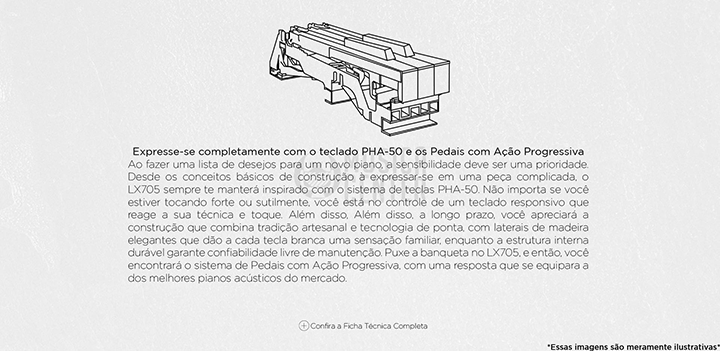 Expresse-se completamente com o teclado PHA-50 e os Pedais com Ação Progressiva
Ao fazer uma lista de desejos para um novo piano, a sensibilidade deve ser uma prioridade.
Desde os conceitos básicos de construção, a expressar-se em uma peça complicada, o
LX705 sempre te manterá inspirado com o sistema de teclas PHA-50. Não importa se você
estiver tocando forte ou sutilmente, você está no controle de um teclado responsivo que
reage a sua técnica e toque. Além disso, Além disso, a longo prazo, você apreciará a
construção que combina tradição artesanal e tecnologia de ponta, com laterais de madeira
elegantes que dão a cada tecla branca uma sensação familiar, enquanto a estrutura interna
durável garante confiabilidade livre de manutenção. Puxe a banqueta no LX705, e então, você
encontrará o sistema de Pedais com Ação Progressiva, com uma resposta que se equipara a
dos melhores pianos acústicos do mercado.
Confira a Ficha Técnica Completa
*Essas imagens são meramente ilustrativas*